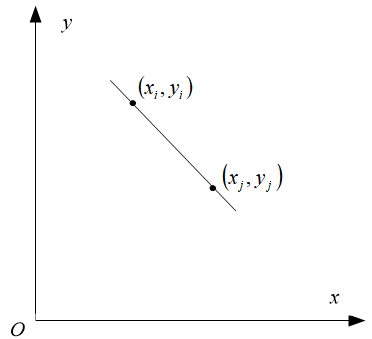 y
(x_i, y_i)
(x_j, y_j)
x
O